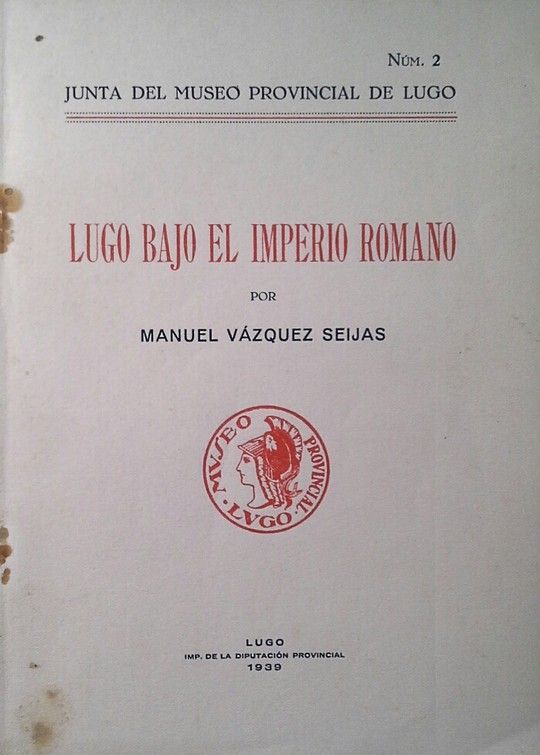 NÚM. 2
JUNTA DEL MUSEO PROVINCIAL DE LUGO
LUGO BAJO EL IMPERIO ROMANO
POR
MANUEL VÁZQUEZ SEIJAS
MVSEO PROVINCIAL · LVGO ·
LUGO
IMP. DE LA DIPUTACIÓN PROVINCIAL
1939